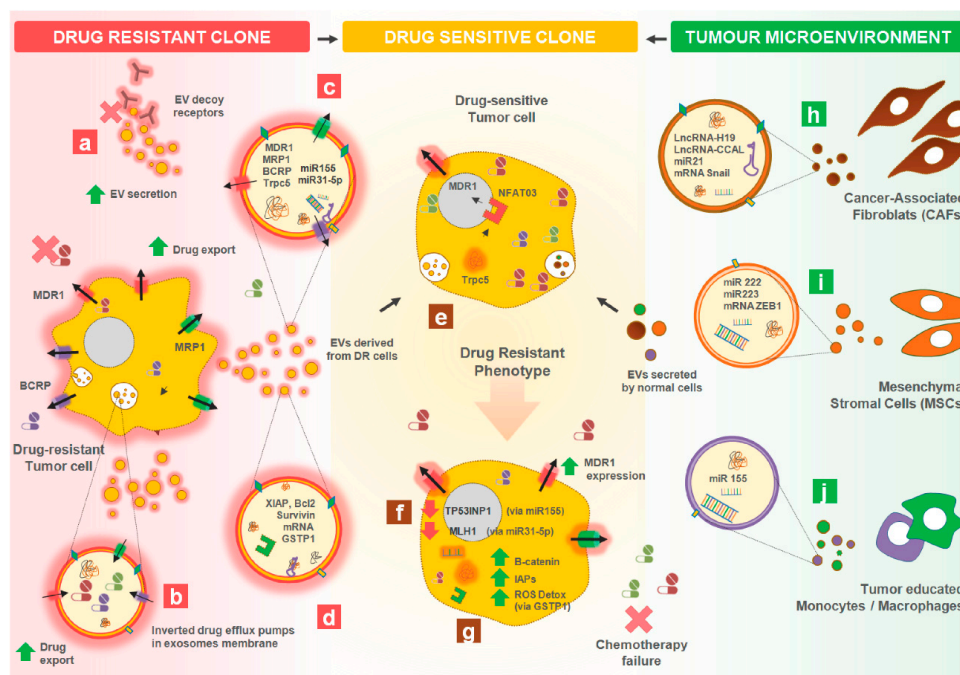 DRUG RESISTANT CLONE
DRUG SENSITIVE CLONE
TUMOUR MICROENVIRONMENT
a
EV decoy
receptors
EV secretion
Drug export
MDR1
MRP1
BCRP
Drug-resistant
Tumor cell
b
Inverted drug efflux pumps
in exosomes membrane
Drug
export
c
MDR1
MRP1
BCRP
Trpc5
miR155
miR31-5p
EVs derived
from DR cells
XIAP, Bcl2
Survivin
mRNA
GSTP1
d
Drug-sensitive
Tumor cell
MDR1
NFAT03
Trpc5
e
Drug Resistant
Phenotype
MDR1
expression
f
TP53INP1 (via miR155)
MLH1 (via miR31-5p)
B-catenin
IAPs
ROS Detox
(via GSTP1)
g
Chemotherapy
failure
EVs secreted
by normal cells
h
LncRNA-H19
LncRNA-CCAL
miR21
mRNA Snail
Cancer-Associated
Fibroblats (CAFs
i
miR 222
miR223
mRNAZEB1
Mesenchyma
Stromal Cells (MSCs
j
miR 155
Tumor educated
Monocytes / Macrophages